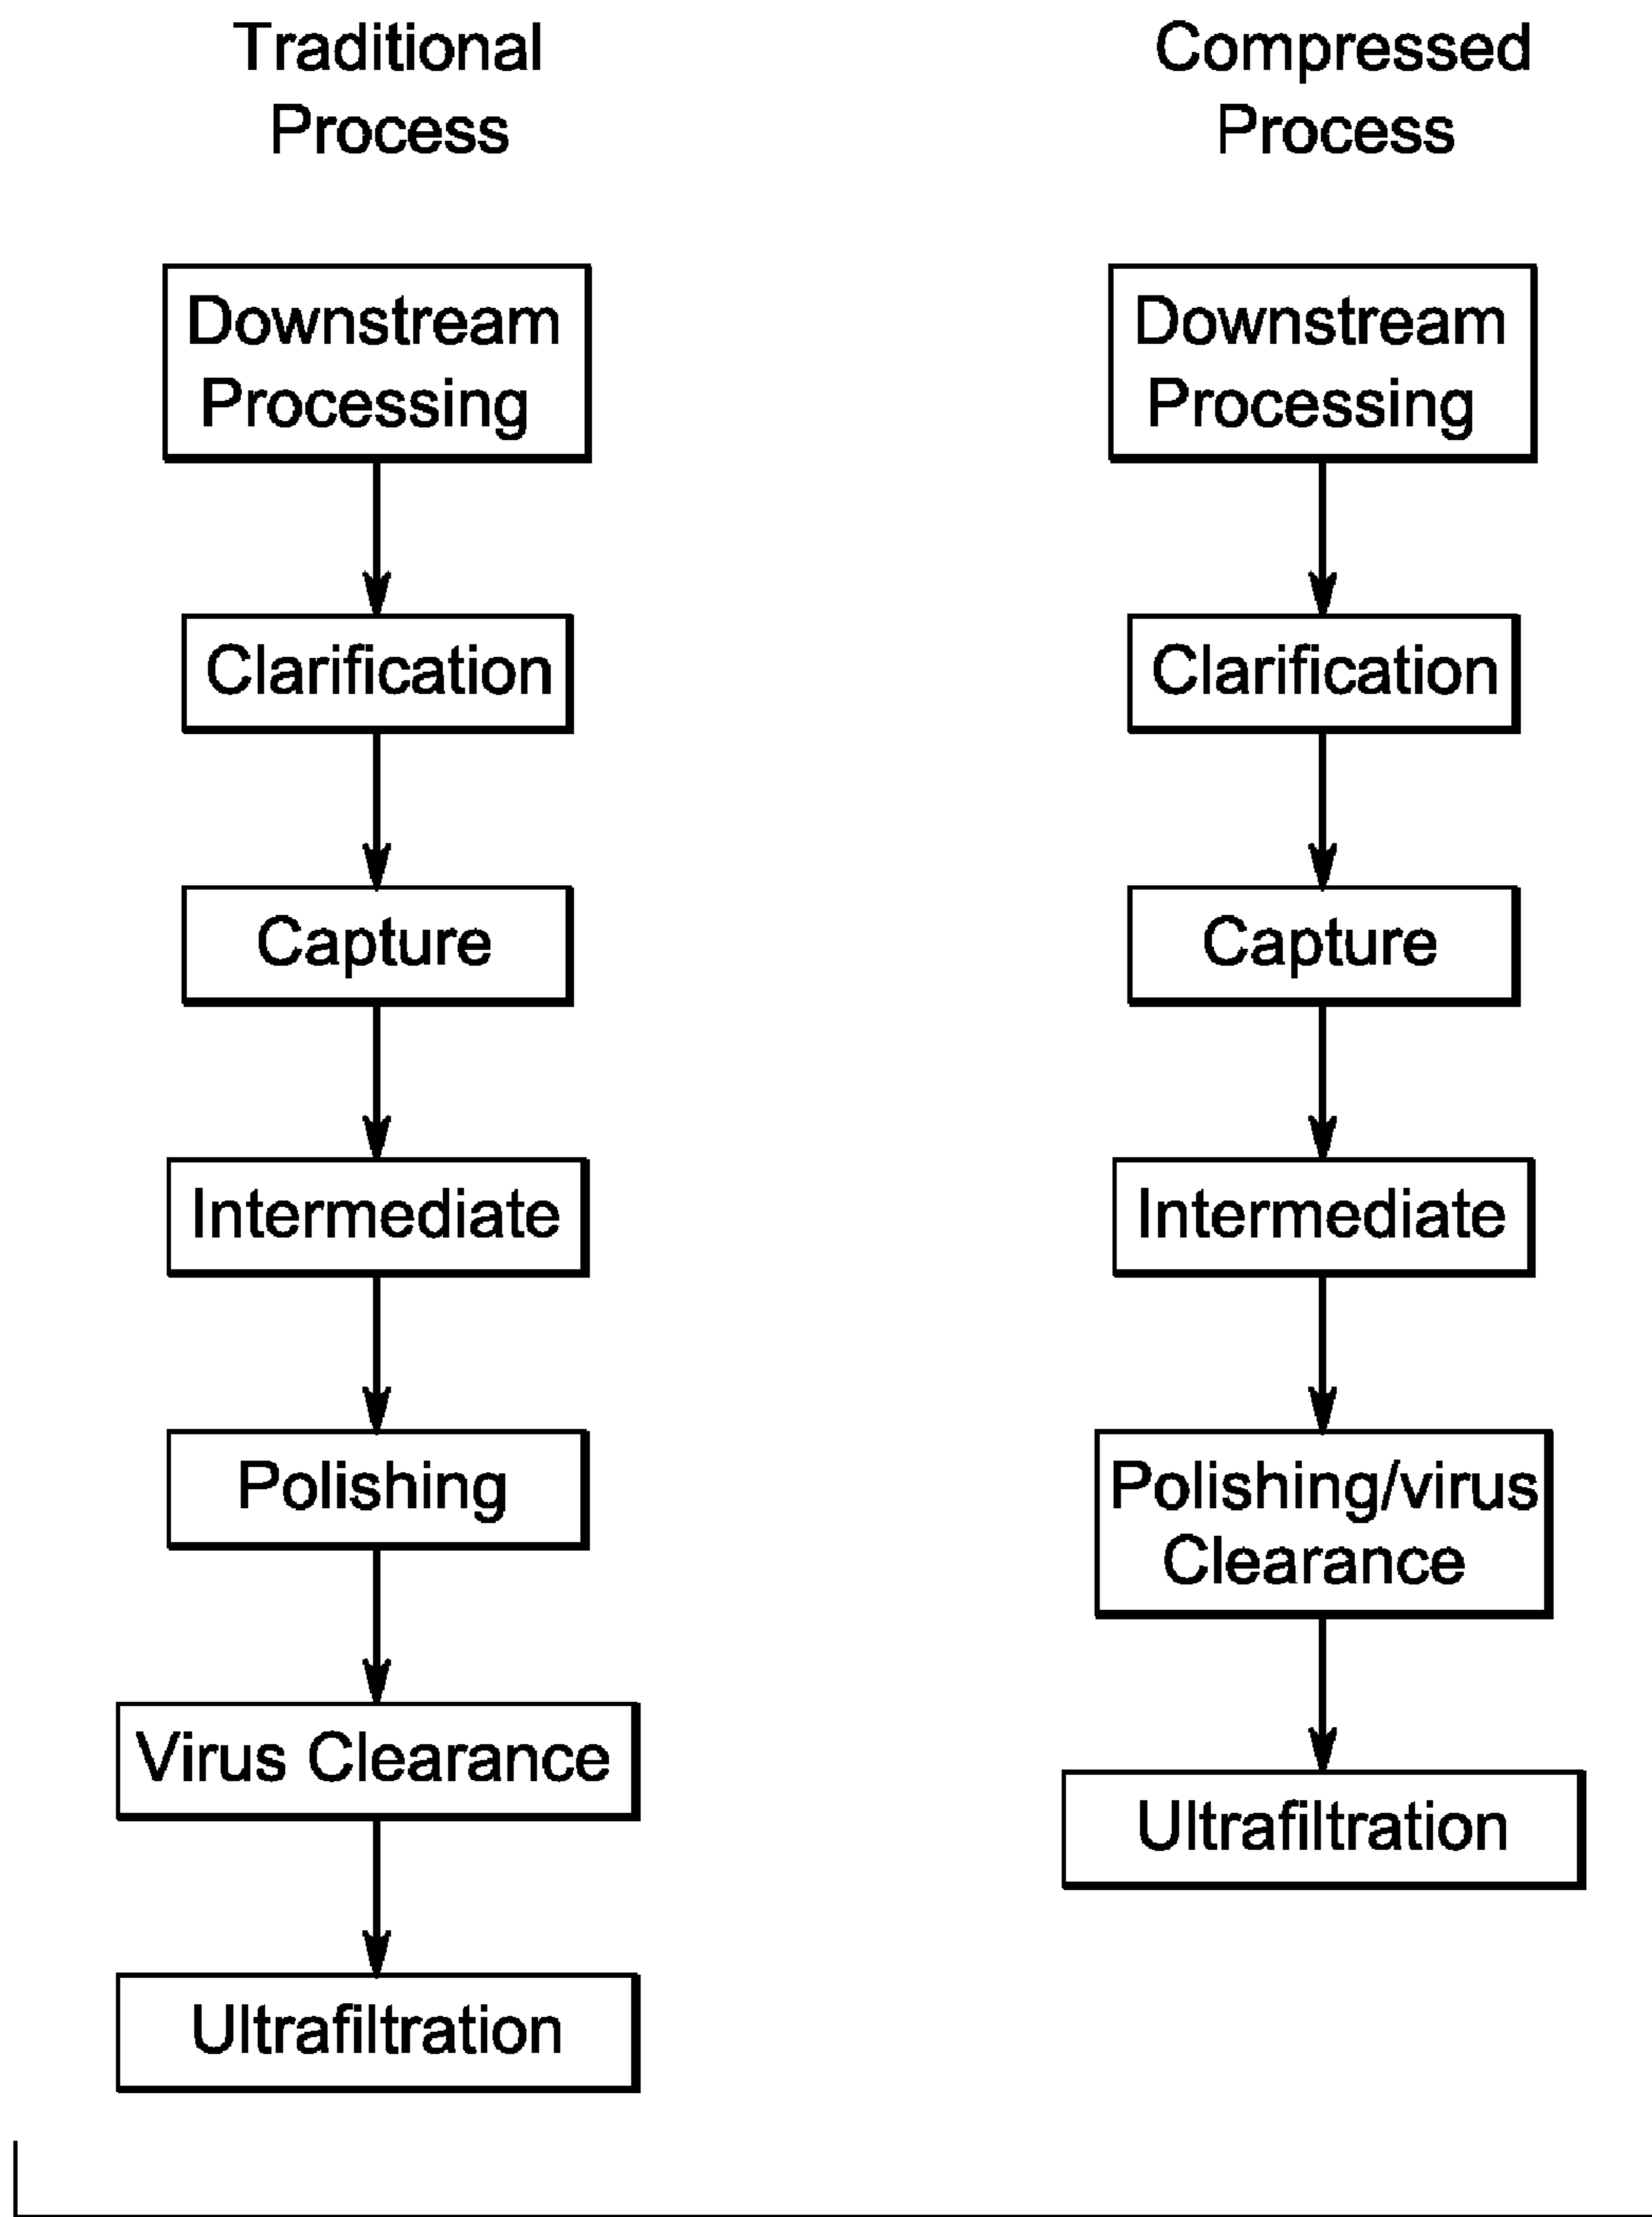 Traditional
Process
Downstream
Processing
Clarification
Capture
Intermediate
Polishing
Virus Clearance
Ultrafiltration
Compressed
Process
Downstream
Processing
Clarification
Capture
Intermediate
Polishing/virus
Clearance
Ultrafiltration